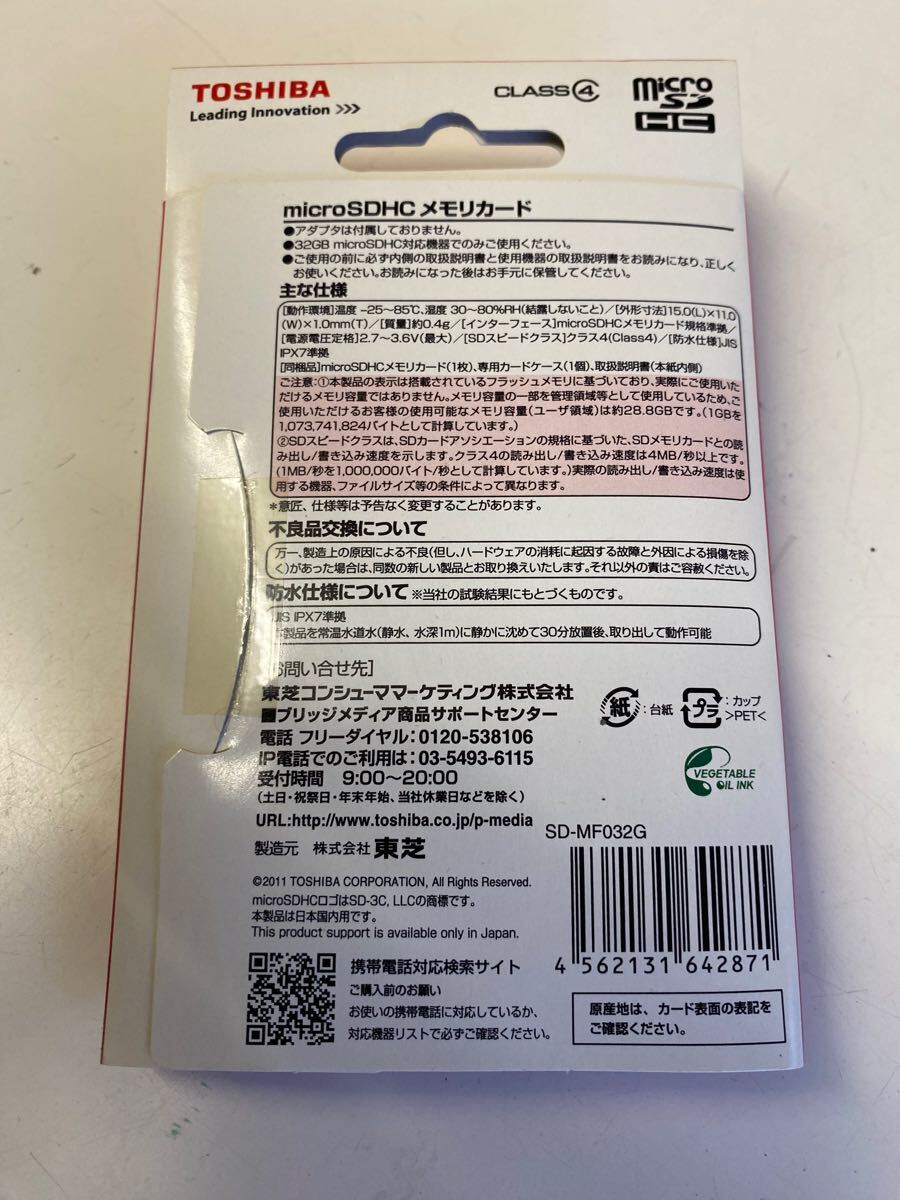 TOSHIBA
Leading Innovation >>>
CLASS4
micro
SD
HC
microSDHC メモリカード
●アダプタは付属しておりません。
●32GB microSDHC対応機器でのみご使用ください。
●ご使用の前に必ず内側の取扱説明書と使用機器の取扱説明書をお読みになり、正しく
お使いください。お読みになった後はお手元に保管してください。
主な仕様
[動作環境]温度 -25~85℃、湿度 30~80%RH(結露しないこと)/[外形寸法]15.0(L)×11.0
(W)×1.0mm(T)/[質量]約0.4g/[インターフェース]microSDHCメモリカード規格準拠/
[電源電圧定格]2.7~3.6V(最大)/[SDスピードクラス]クラス4(Class4)/[防水仕様]JIS
IPX7準拠
[同梱品]microSDHCメモリカード(1枚)、専用カードケース(1個)、取扱説明書(本紙内側)
ご注意:①本製品の表示は搭載されているフラッシュメモリに基づいており、実際にご使用いた
だけるメモリ容量ではありません。メモリ容量の一部を管理領域等として使用しているため、ご
使用いただけるお客様の使用可能なメモリ容量(ユーザ領域)は約28.8GBです。(1GBを
1,073,741,824バイトとして計算しています。)
②SDスピードクラスは、SDカードアソシエーションの規格に基づいた、SDメモリカードとの読
み出し/書き込み速度を示します。クラス4の読み出し/書き込み速度は4MB/秒以上です。
(1MB/秒を1,000,000バイト/秒として計算しています。)実際の読み出し/書き込み速度は使
用する機器、ファイルサイズ等の条件によって異なります。
*意匠、仕様等は予告なく変更することがあります。
不良品交換について
万一、製造上の原因による不良(但し、ハードウェアの消耗に起因する故障と外因による損傷を除
く)があった場合は、同数の新しい製品とお取り換えいたします。それ以外の責はご容赦ください。
防水仕様について ※当社の試験結果にもとづくものです。
JIS IPX7準拠
本製品を常温水道水(静水、水深1m)に静かに沈めて30分放置後、取り出して動作可能
[お問い合せ先]
東芝コンシューママーケティング株式会社
■ブリッジメディア商品サポートセンター
電話 フリーダイヤル:0120-538106
IP電話でのご利用は:03-5493-6115
受付時間 9:00~20:00
(土日・祝祭日・年末年始、当社休業日などを除く)
URL:http://www.toshiba.co.jp/p-media
製造元 株式会社 東芝
紙:台紙
プラ:カップ
>PET<
VEGETABLE
OIL INK
SD-MF032G
©2011 TOSHIBA CORPORATION, All Rights Reserved.
microSDHCロゴはSD-3C, LLCの商標です。
本製品は日本国内用です。
This product support is available only in Japan.
4 562131 642871
携帯電話対応検索サイト
ご購入前のお願い
お使いの携帯電話に対応しているか、
対応機器リストで必ずご確認ください。
原産地は、カード表面の表記を
ご確認ください。